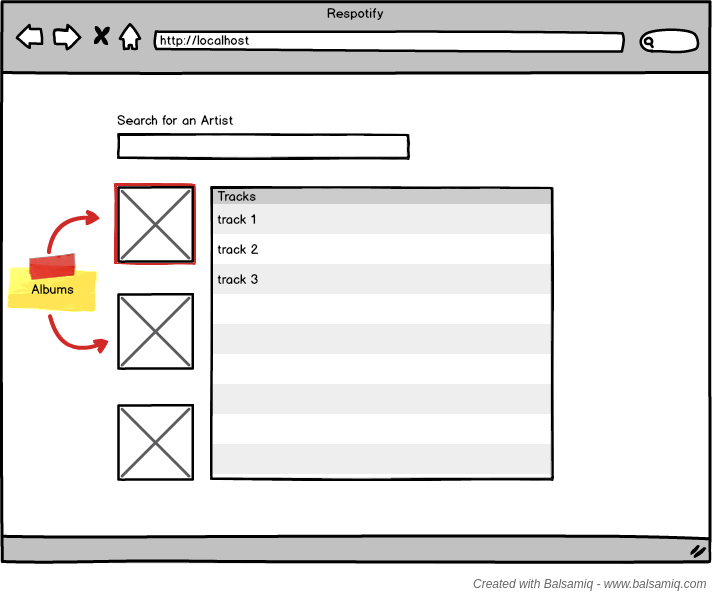 Respotify
http://localhost
Search for an Artist
Tracks
track 1
track 2
track 3
Albums
Created with Balsamiq - www.balsamiq.com